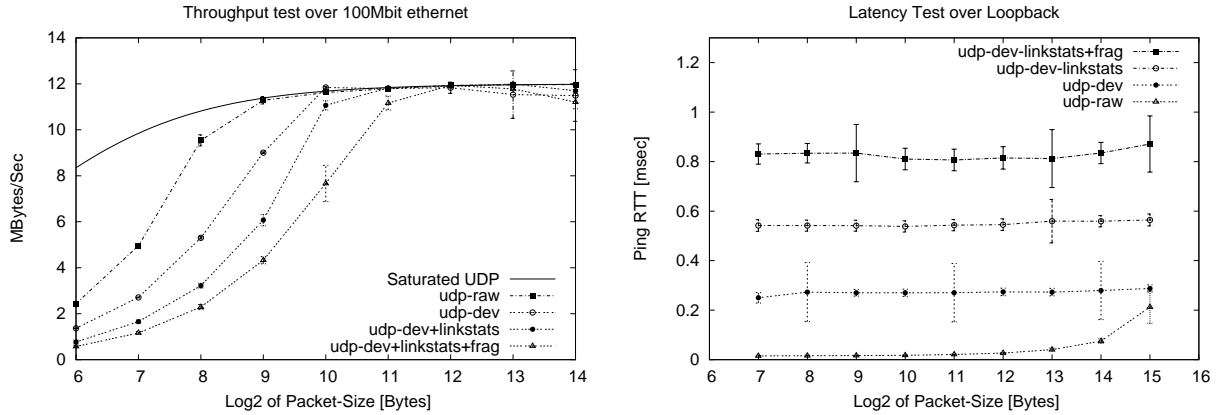 Throughput test over 100Mbit ethernet
14
12
10
8
6
4
2
0
MBytes/Sec
Saturated UDP
udp-raw
udp-dev
udp-dev+linkstats
udp-dev+linkstats+frag
6 7 8 9 10 11 12 13 14
Log2 of Packet-Size [Bytes]
Latency Test over Loopback
1.2
1
0.8
0.6
0.4
0.2
0
Ping RTT [msec]
udp-dev-linkstats+frag
udp-dev-linkstats
udp-dev
udp-raw
6 7 8 9 10 11 12 13 14 15 16
Log2 of Packet-Size [Bytes]